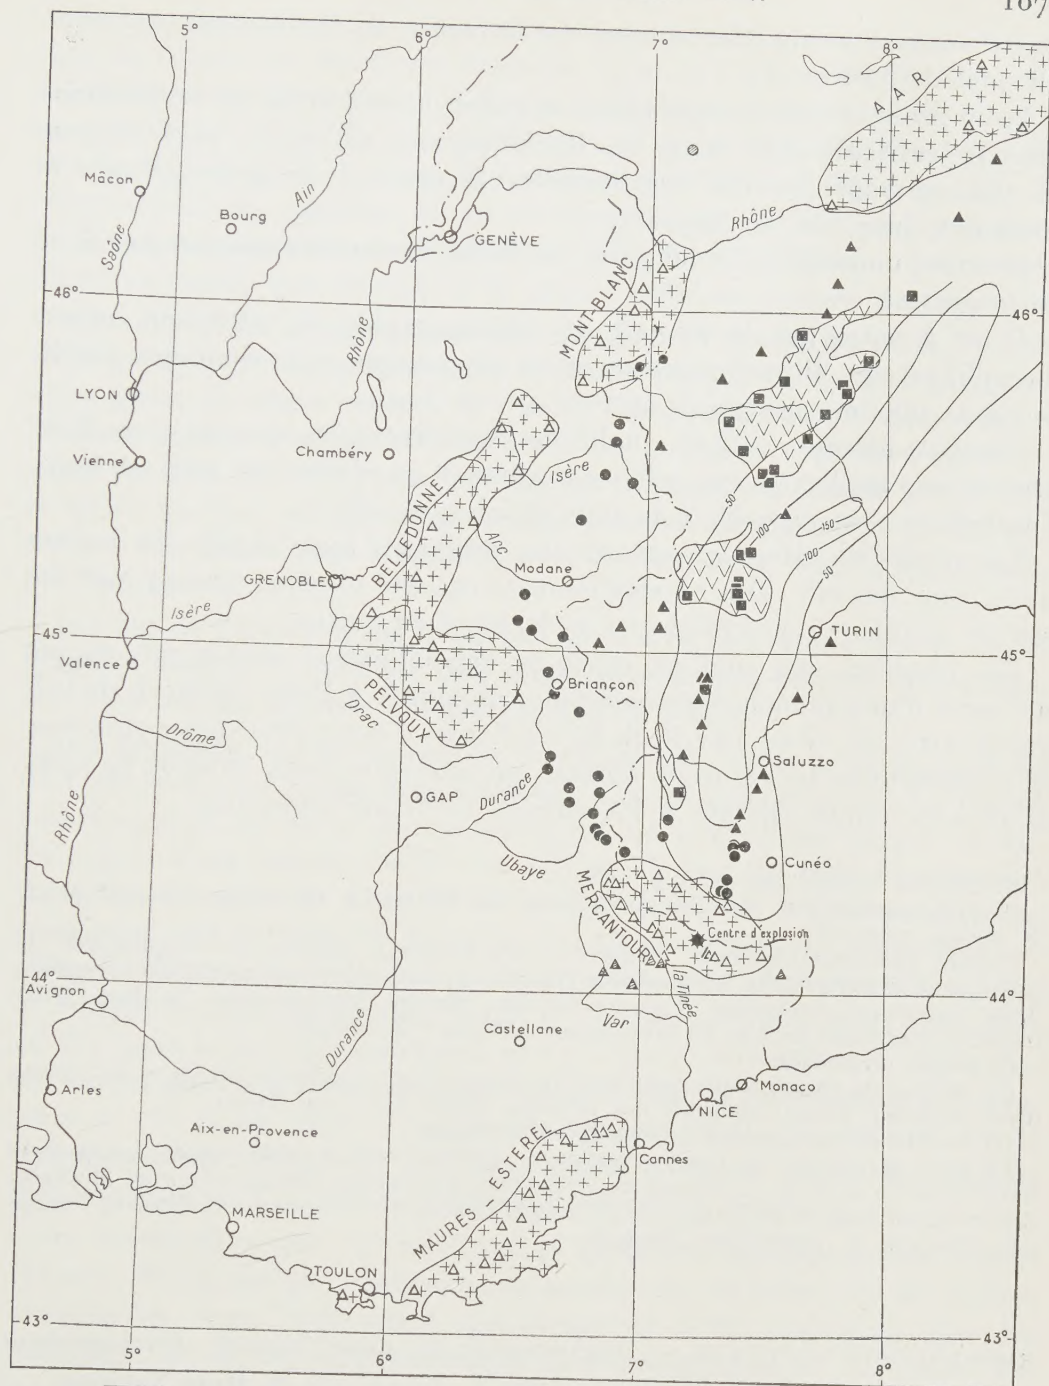 187
5°
6°
7°
8°
AAR
Mâcon
Bourg
Ain
Saône
GENÈVE
Rhône
MONT-BLANC
46°
46°
Rhône
LYON
Vienne
Chambéry
Isère
BELLEDONNE
Arc
50
100
150
100
50
GRENOBLE
Modane
Isère
45°
45°
TURIN
Valence
Briançon
PELVOUX
Drac
Drôme
Saluzzo
GAP
Durance
Rhône
Ubaye
Cunéo
MERCANTOUR
Centre d'explosion
44°
44°
Avignon
la Tinée
Var
Durance
Castellane
Arles
Monaco
NICE
Aix-en-Provence
Cannes
MAURES - ESTEREL
MARSEILLE
TOULON
43°
43°
5°
6°
7°
8°